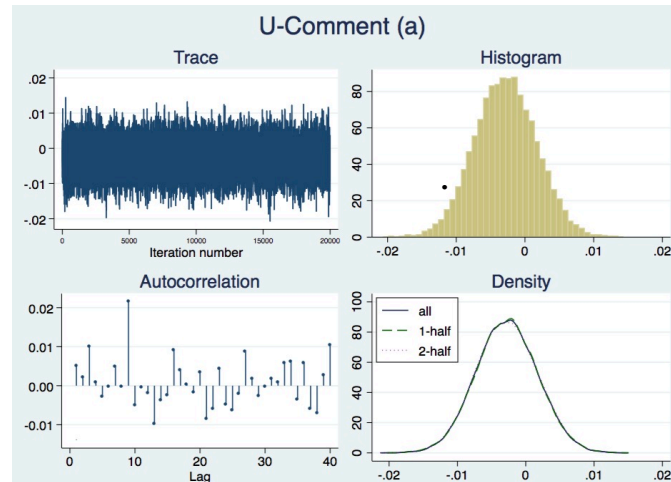 U-Comment (a)
Trace
.02
.01
0
-.01
-.02
0 5000 10000 15000 20000
Iteration number
Histogram
80
60
40
20
0
-.02 -.01 0 .01 .02
Autocorrelation
0.02
0.01
0.00
-0.01
0 10 20 30 40
Lag
Density
all
1-half
2-half
100
80
60
40
20
0
-.02 -.01 0 .01 .02